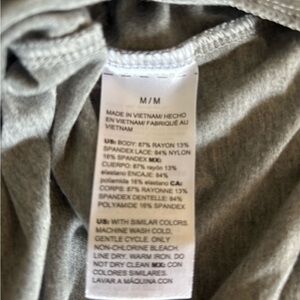 M / M
MADE IN VIETNAM/ HECHO
EN VIETNAM/ FABRIQUÉ AU
VIETNAM
US: BODY: 87% RAYON 13%
SPANDEX LACE: 84% NYLON
16% SPANDEX MX:
CUERPO: 87% rayón 13%
elastano ENCAJE: 84%
poliamida 16% elastano CA:
CORPS: 87% RAYONNE 13%
SPANDEX DENTELLE: 84%
POLYAMIDE 16% SPANDEX
US: WITH SIMILAR COLORS.
MACHINE WASH COLD,
GENTLE CYCLE. ONLY
NON-CHLORINE BLEACH.
LINE DRY. WARM IRON. DO
NOT DRY CLEAN MX: CON
COLORES SIMILARES.
LAVAR A MÁQUINA CON